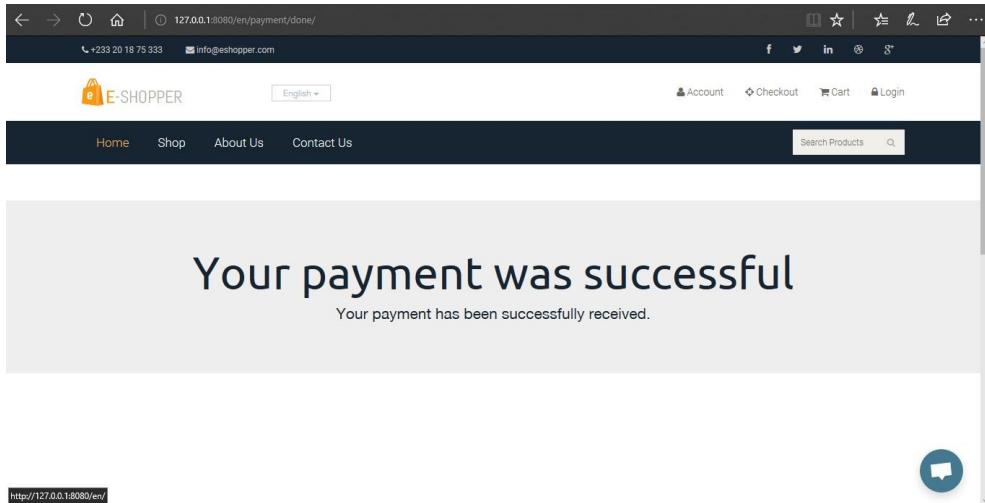 127.0.0.1:8080/en/payment/done/
+233 20 18 75 333 info@eshopper.com
E-SHOPPER English Account Checkout Cart Login
Home Shop About Us Contact Us Search Products
Your payment was successful
Your payment has been successfully received.
http://127.0.0.1:8080/en/